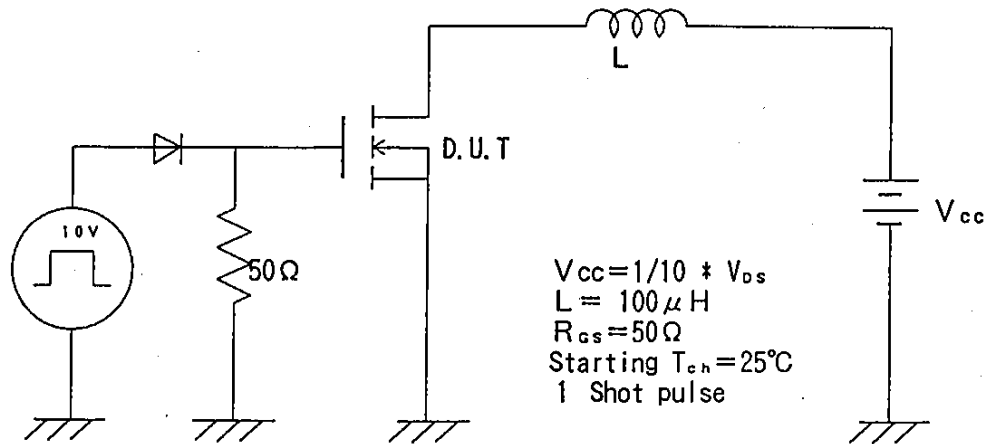 L
D.U.T
10V
50Ω
Vcc
Vcc=1/10 * VDS
L= 100μH
RGS=50Ω
Starting Tch=25℃
1 Shot pulse